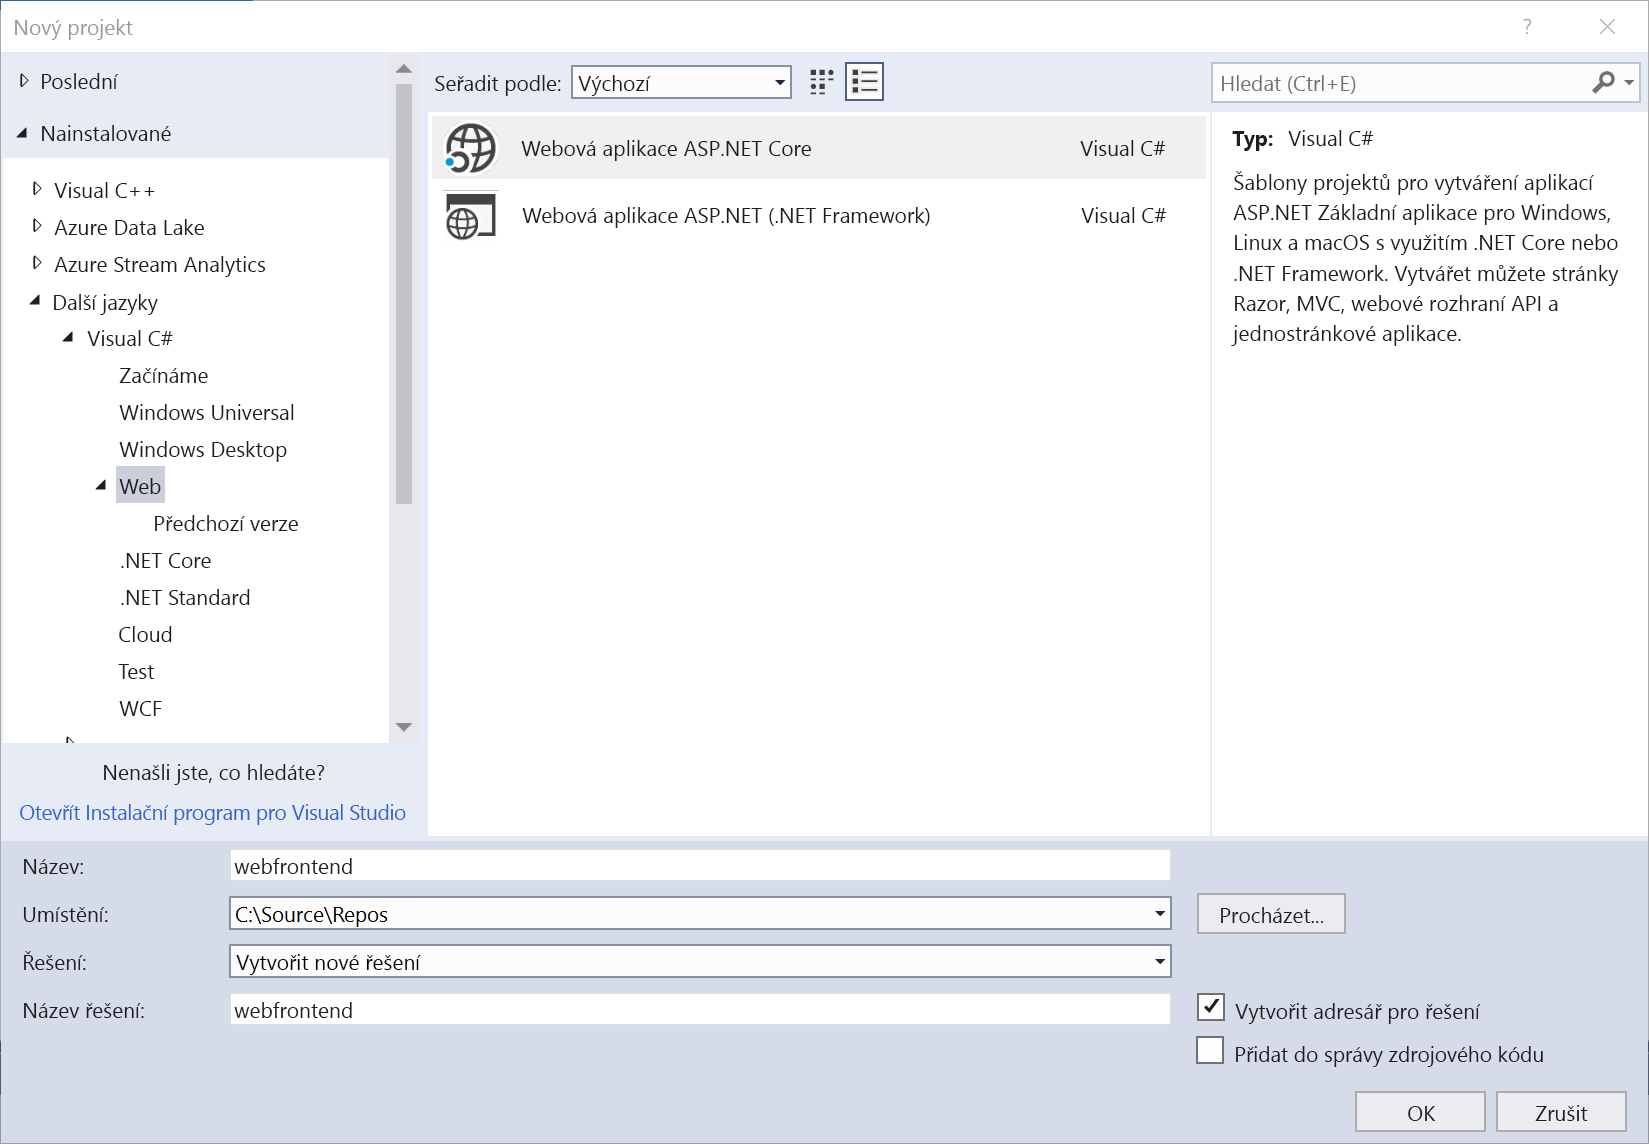 Nový projekt
?
Poslední
Nainstalované
Visual C++
Azure Data Lake
Azure Stream Analytics
Další jazyky
Visual C#
Začínáme
Windows Universal
Windows Desktop
Web
Předchozí verze
.NET Core
.NET Standard
Cloud
Test
WCF
Nenašli jste, co hledáte?
Otevřít Instalační program pro Visual Studio
Seřadit podle: Výchozí
Webová aplikace ASP.NET Core Visual C#
Webová aplikace ASP.NET (.NET Framework) Visual C#
Hledat (Ctrl+E)
Typ: Visual C#
Šablony projektů pro vytváření aplikací
ASP.NET Základní aplikace pro Windows,
Linux a macOS s využitím .NET Core nebo
.NET Framework. Vytvářet můžete stránky
Razor, MVC, webové rozhraní API a
jednostránkové aplikace.
Název: webfrontend
Umístění: C:\Source\Repos Procházet...
Řešení: Vytvořit nové řešení
Název řešení: webfrontend
Vytvořit adresář pro řešení
Přidat do správy zdrojového kódu
OK Zrušit